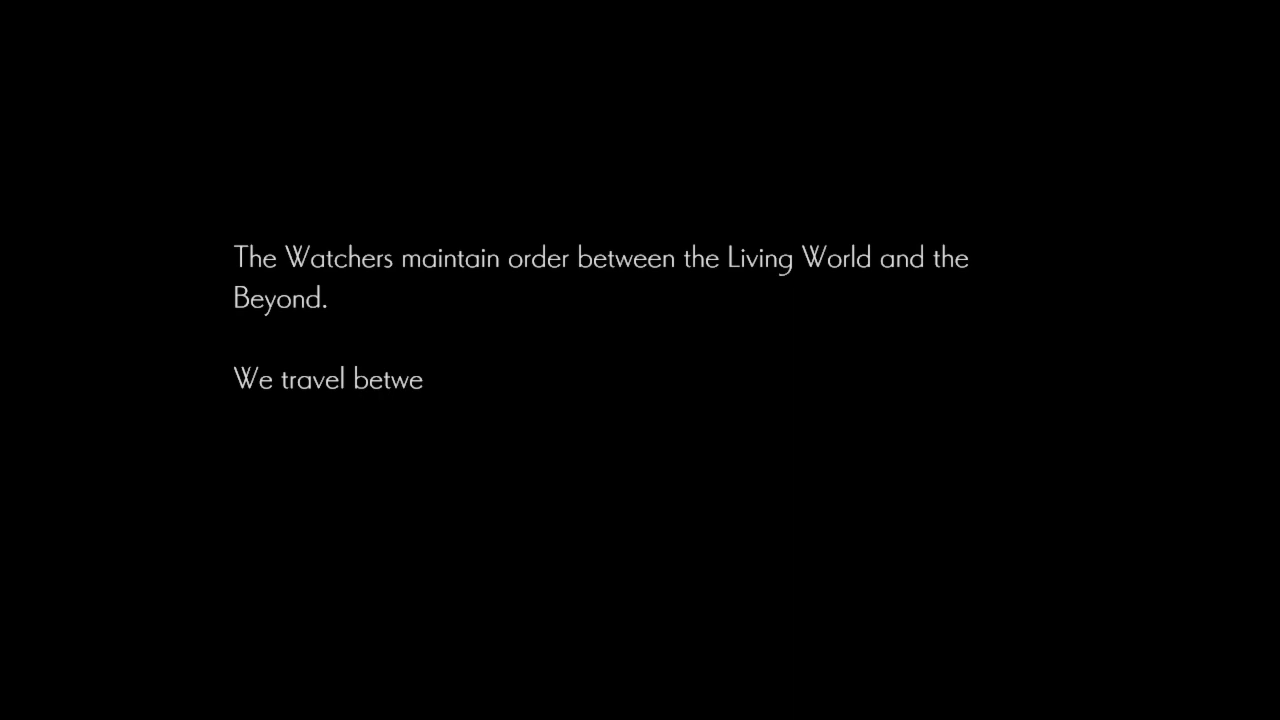 The Watchers maintain order between the Living World and the
Beyond.
We travel betwe